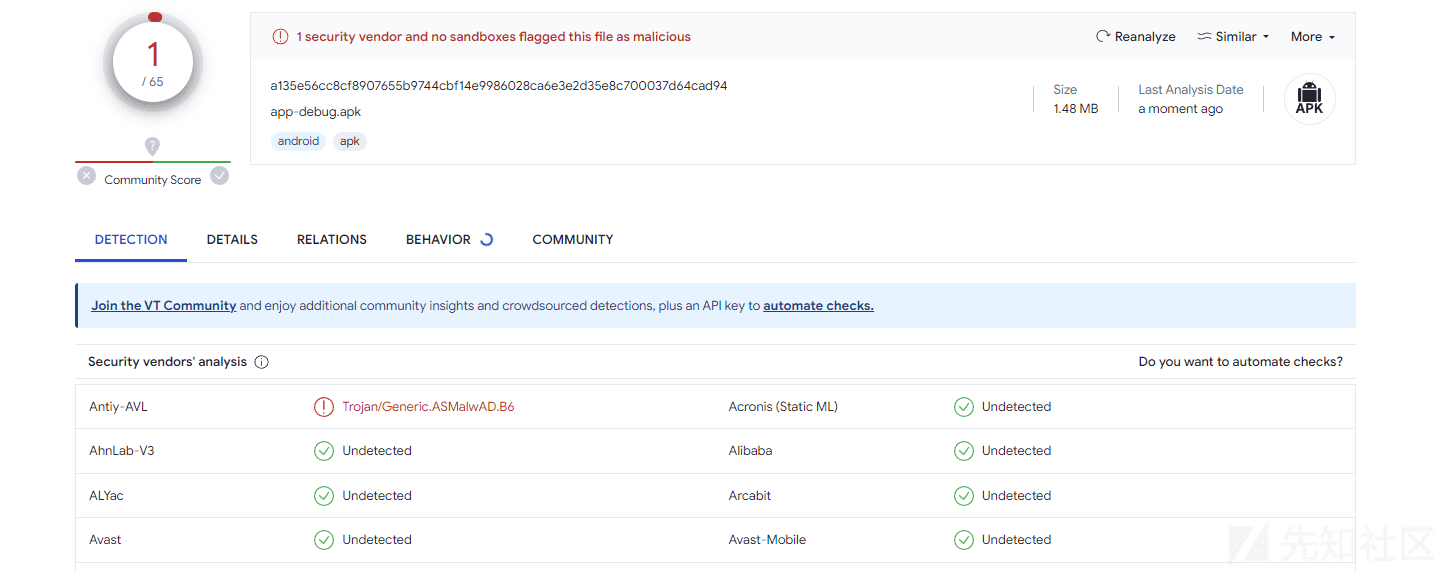 1
/ 65
Community Score
1 security vendor and no sandboxes flagged this file as malicious
Reanalyze
Similar
More
a135e56cc8cf8907655b9744cbf14e9986028ca6e3e2d35e8c700037d64cad94
app-debug.apk
android
apk
Size
1.48 MB
Last Analysis Date
a moment ago
APK
DETECTION
DETAILS
RELATIONS
BEHAVIOR
COMMUNITY
Join the VT Community and enjoy additional community insights and crowdsourced detections, plus an API key to automate checks.
Security vendors' analysis
Do you want to automate checks?
Antiy-AVL
Trojan/Generic.ASMalwAD.B6
Acronis (Static ML)
Undetected
AhnLab-V3
Undetected
Alibaba
Undetected
ALYac
Undetected
Arcabit
Undetected
Avast
Undetected
Avast-Mobile
Undetected
先知社区